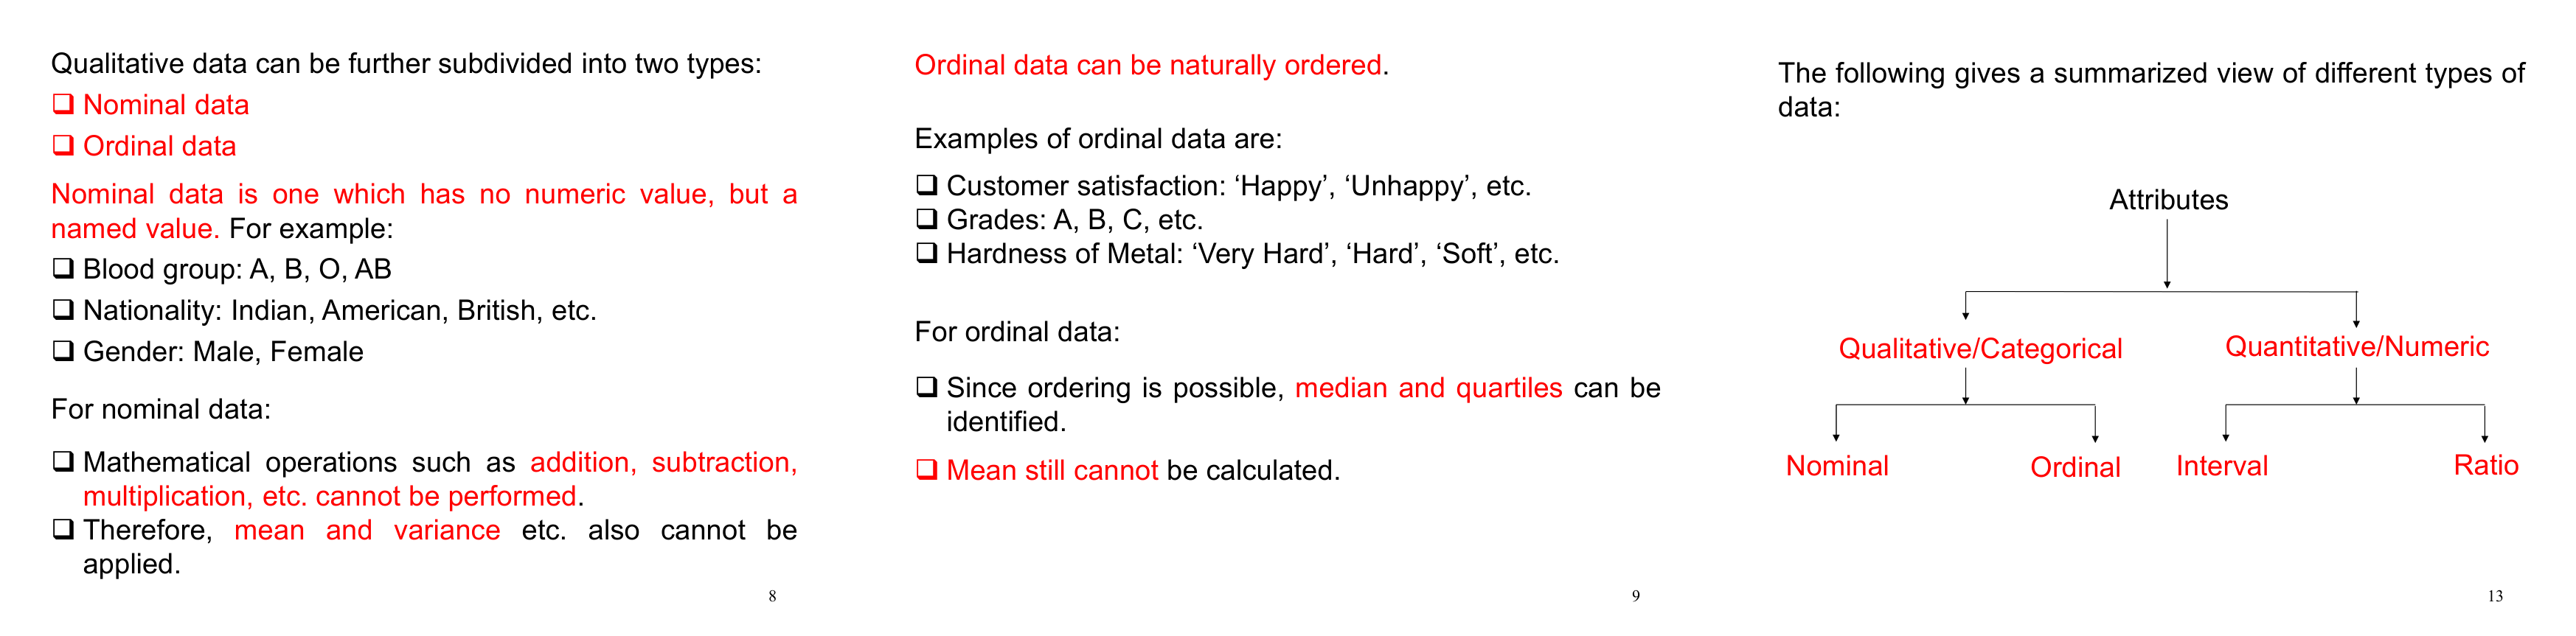 Qualitative data can be further subdivided into two types:
❑ Nominal data
❑ Ordinal data
Nominal data is one which has no numeric value, but a
named value. For example:
❑ Blood group: A, B, O, AB
❑ Nationality: Indian, American, British, etc.
❑ Gender: Male, Female
For nominal data:
❑ Mathematical operations such as addition, subtraction,
multiplication, etc. cannot be performed.
❑ Therefore, mean and variance etc. also cannot be
applied.
8
Ordinal data can be naturally ordered.
Examples of ordinal data are:
❑ Customer satisfaction: ‘Happy’, ‘Unhappy’, etc.
❑ Grades: A, B, C, etc.
❑ Hardness of Metal: ‘Very Hard’, ‘Hard’, ‘Soft’, etc.
For ordinal data:
❑ Since ordering is possible, median and quartiles can be
identified.
❑ Mean still cannot be calculated.
9
The following gives a summarized view of different types of
data:
Attributes
Qualitative/Categorical
Quantitative/Numeric
Nominal
Ordinal
Interval
Ratio
13